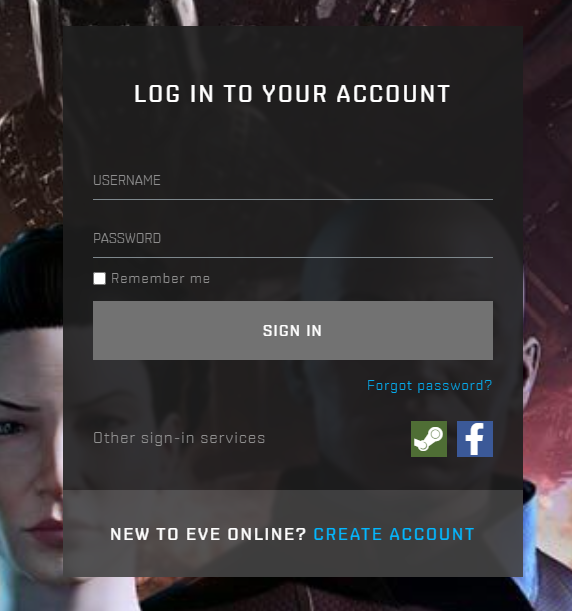 LOG IN TO YOUR ACCOUNT
USERNAME
PASSWORD
Remember me
SIGN IN
Forgot password?
Other sign-in services
NEW TO EVE ONLINE? CREATE ACCOUNT